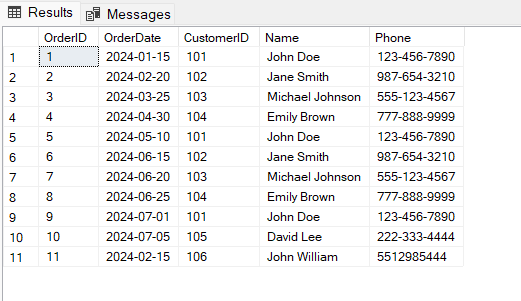 Results Messages
OrderID OrderDate CustomerID Name Phone
1 1 2024-01-15 101 John Doe 123-456-7890
2 2 2024-02-20 102 Jane Smith 987-654-3210
3 3 2024-03-25 103 Michael Johnson 555-123-4567
4 4 2024-04-30 104 Emily Brown 777-888-9999
5 5 2024-05-10 101 John Doe 123-456-7890
6 6 2024-06-15 102 Jane Smith 987-654-3210
7 7 2024-06-20 103 Michael Johnson 555-123-4567
8 8 2024-06-25 104 Emily Brown 777-888-9999
9 9 2024-07-01 101 John Doe 123-456-7890
10 10 2024-07-05 105 David Lee 222-333-4444
11 11 2024-02-15 106 John William 5512985444